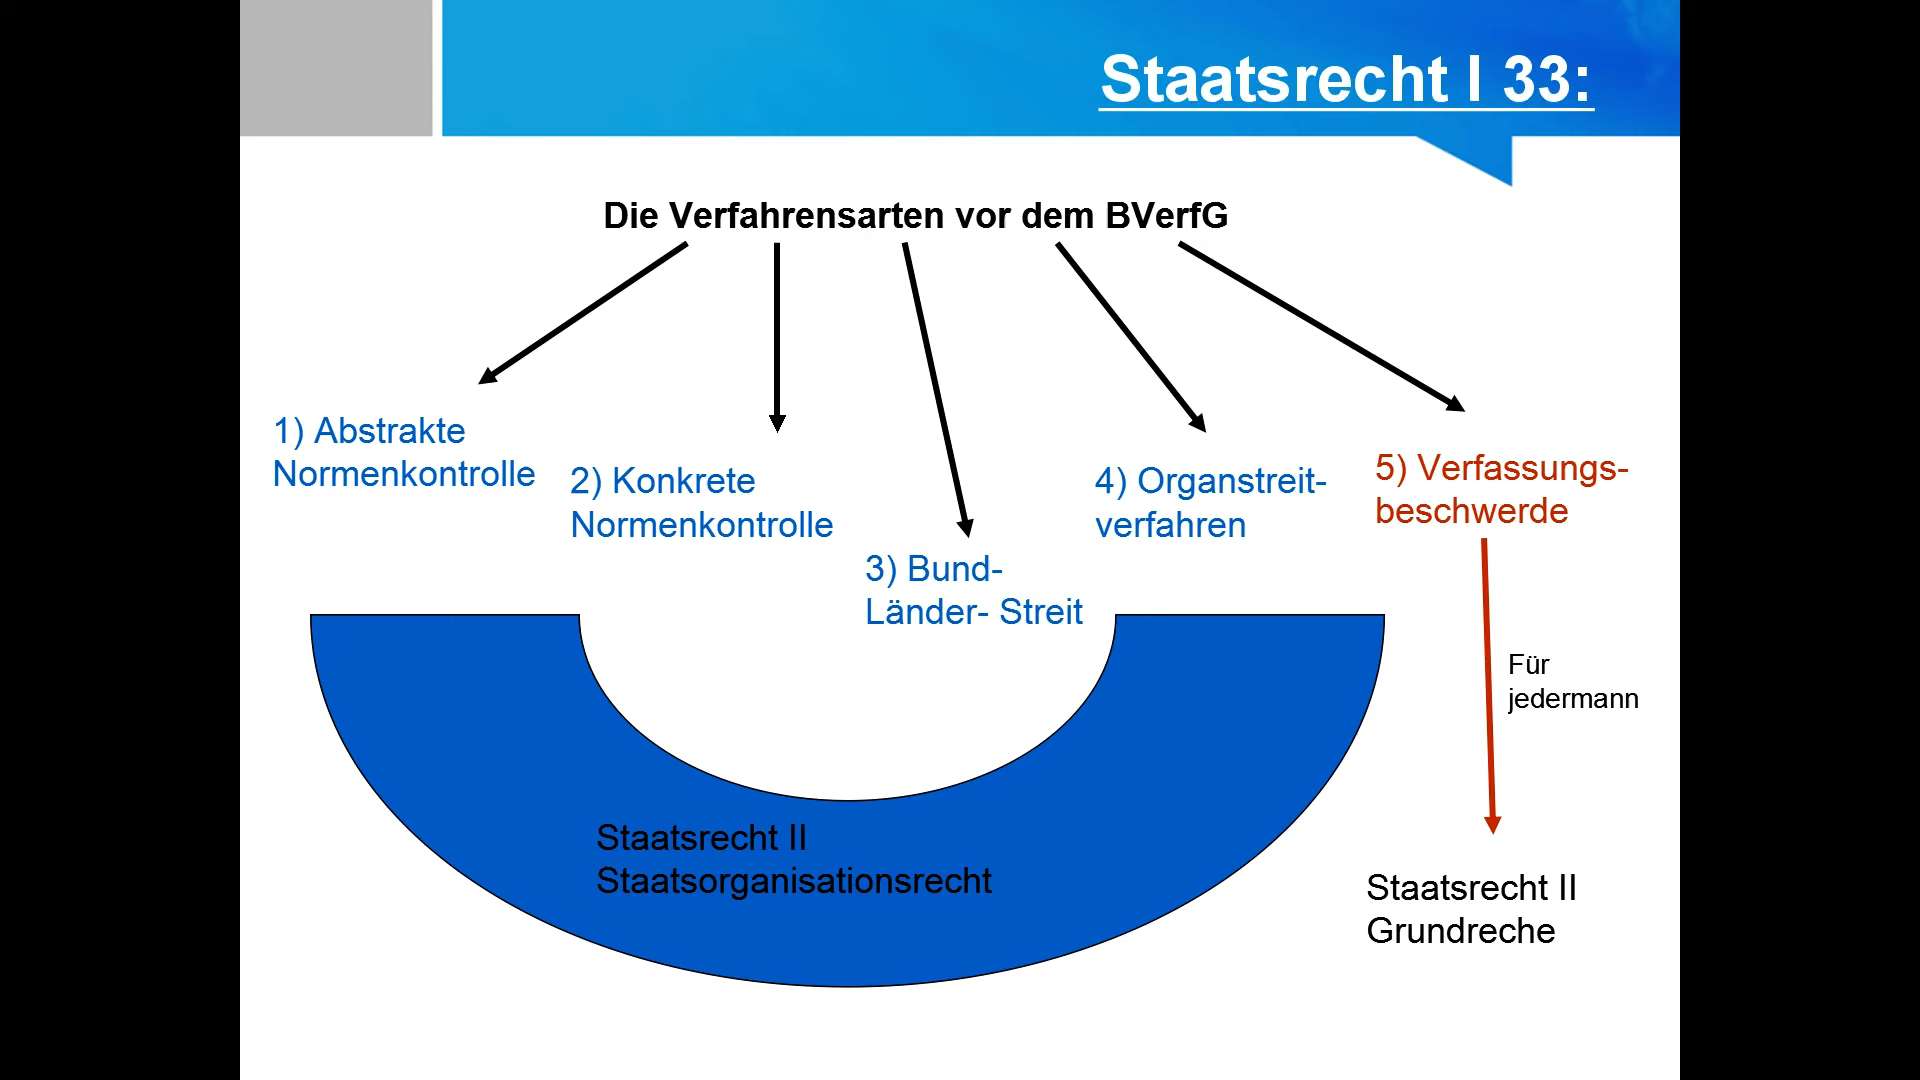 Staatsrecht I 33:
Die Verfahrensarten vor dem BVerfG
1) Abstrakte
Normenkontrolle
2) Konkrete
Normenkontrolle
3) Bund-
Länder- Streit
4) Organstreit-
verfahren
5) Verfassungs-
beschwerde
Für
jedermann
Staatsrecht II
Staatsorganisationsrecht
Staatsrecht II
Grundreche